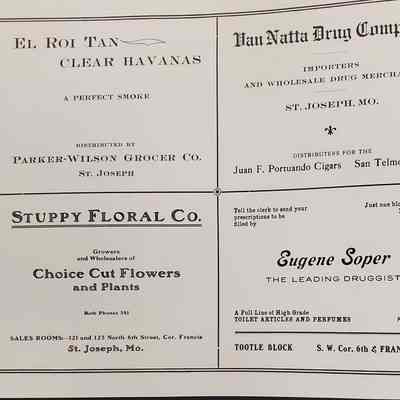 El Roi Tan
Clear Havanas
A PERFECT SMOKE
DISTRIBUTED BY
Parker-Wilson Grocer Co.
St. Joseph
Van Natta Drug Comp
IMPORTERS
AND WHOLESALE DRUG MERCHA
ST. JOSEPH, MO.
DISTRIBUTERS FOR THE
Juan F. Portuando Cigars San Telmo
Stuppy Floral Co.
Growers
and Wholesalers of
Choice Cut Flowers
and Plants
Both Phones 351
SALES ROOMS:—121 and 123 North 6th Street, Cor. Francis
St. Joseph, Mo.
Tell the clerk to send your
prescriptions to be
filled by
Just one blo
Eugene Soper
THE LEADING DRUGGIST
A Full Line of High Grade
TOILET ARTICLES AND PERFUMES
TOOTLE BLOCK S. W. Cor. 6th & FRAN